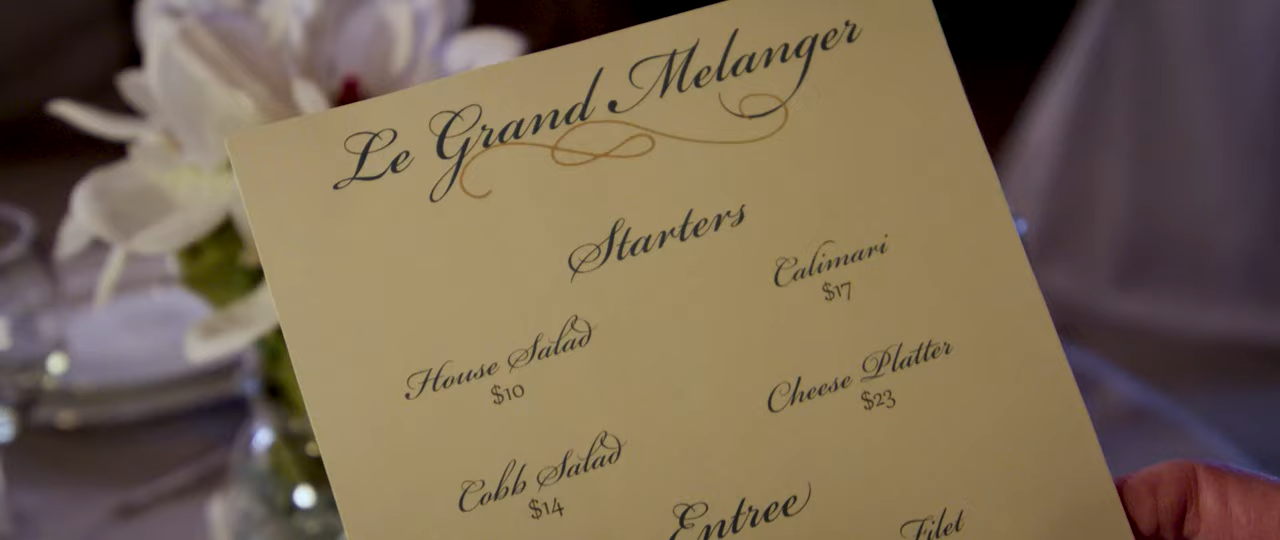 Le Grand Melanger
Starters
House Salad
$10
Cobb Salad
$14
Calimari
$17
Cheese Platter
$23
Entree
Filet